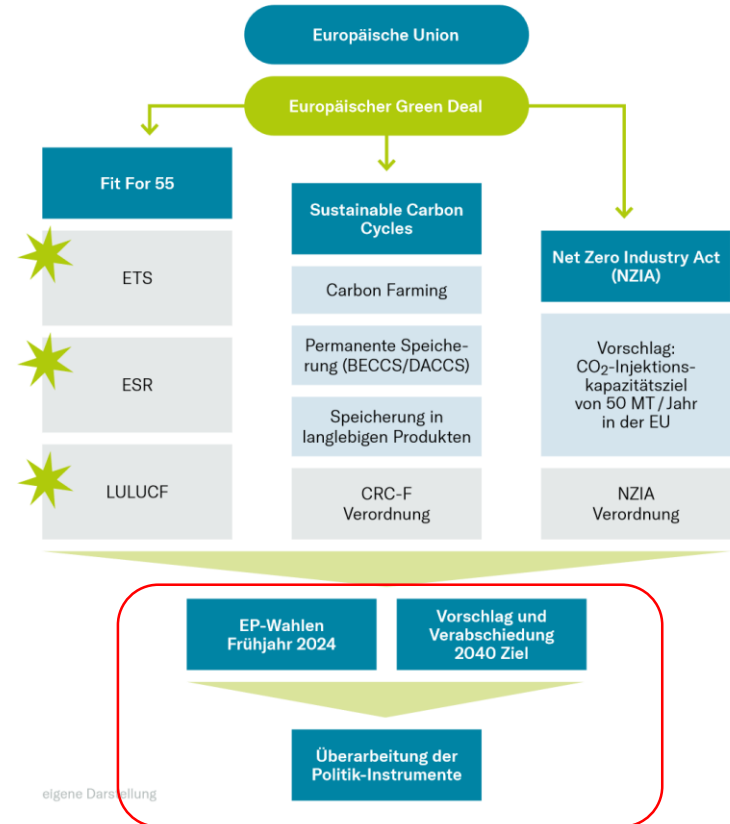 Europäische Union
Europäischer Green Deal
Fit For 55
ETS
ESR
LULUCF
Sustainable Carbon
Cycles
Carbon Farming
Permanente Speiche-
rung (BECCS/DACCS)
Speicherung in
langlebigen Produkten
CRC-F
Verordnung
Net Zero Industry Act
(NZIA)
Vorschlag:
CO₂-Injektions-
kapazitätsziel
von 50 MT / Jahr
in der EU
NZIA
Verordnung
EP-Wahlen
Frühjahr 2024
Vorschlag und
Verabschiedung
2040 Ziel
Überarbeitung der
Politik-Instrumente
eigene Darstellung